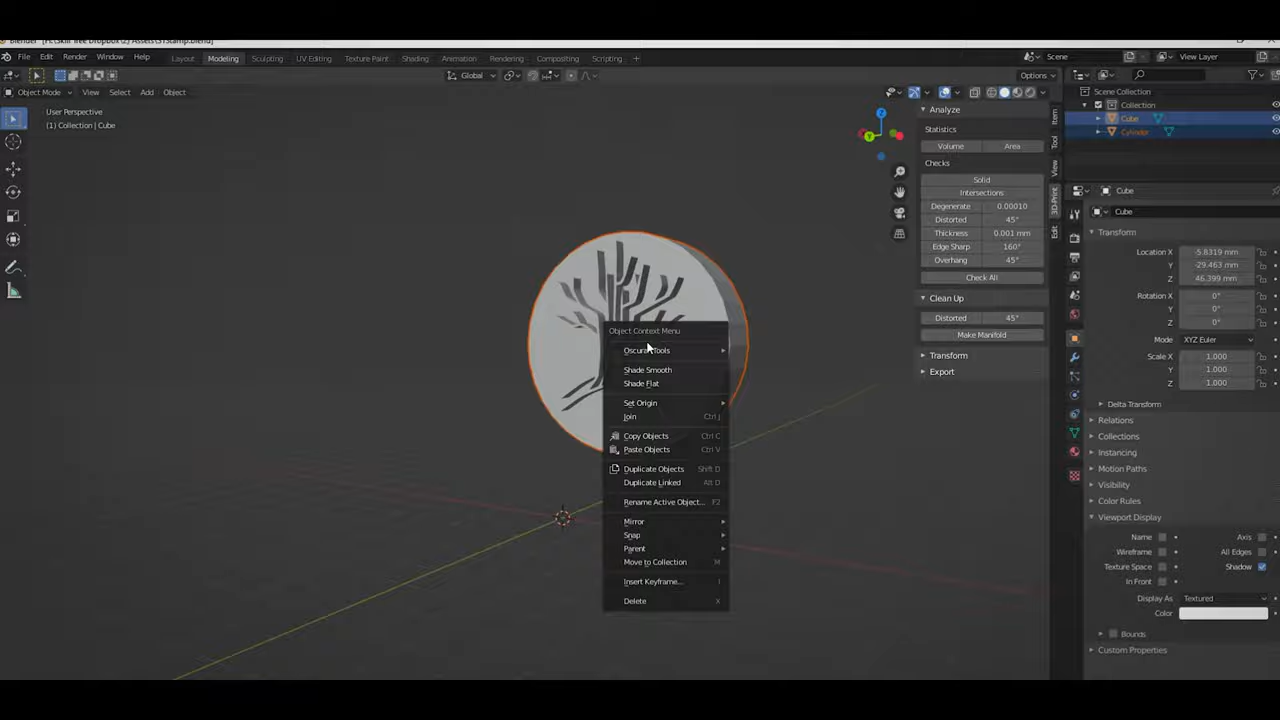 File Edit Render Window Help
Layout Modeling Sculpting UV Editing Texture Paint Shading Animation Rendering Compositing Scripting +
Scene
View Layer
Global
Options
Object Mode View Select Add Object
User Perspective
(1) Collection | Cube
Analyze
Statistics
Volume Area
Checks
Solid
Intersections
Degenerate 0.00010
Distorted 45°
Thickness 0.001 mm
Edge Sharp 160°
Overhang 45°
Check All
Clean Up
Distorted 45°
Make Manifold
Transform
Export
Item
Tool
View
3D-Print
Edit
Object Context Menu
Oscurart Tools
Shade Smooth
Shade Flat
Set Origin
Join Ctrl J
Copy Objects Ctrl C
Paste Objects Ctrl V
Duplicate Objects Shift D
Duplicate Linked Alt D
Rename Active Object... F2
Mirror
Snap
Parent
Move to Collection M
Insert Keyframe... I
Delete X
Scene Collection
Collection
Cube
Cylinder
Cube
Cube
Transform
Location X -5.8319 mm
Y -29.463 mm
Z 46.399 mm
Rotation X 0°
Y 0°
Z 0°
Mode XYZ Euler
Scale X 1.000
Y 1.000
Z 1.000
Delta Transform
Relations
Collections
Instancing
Motion Paths
Visibility
Color Rules
Viewport Display
Name Axis
Wireframe All Edges
Texture Space Shadow
In Front
Display As Textured
Color
Bounds
Custom Properties